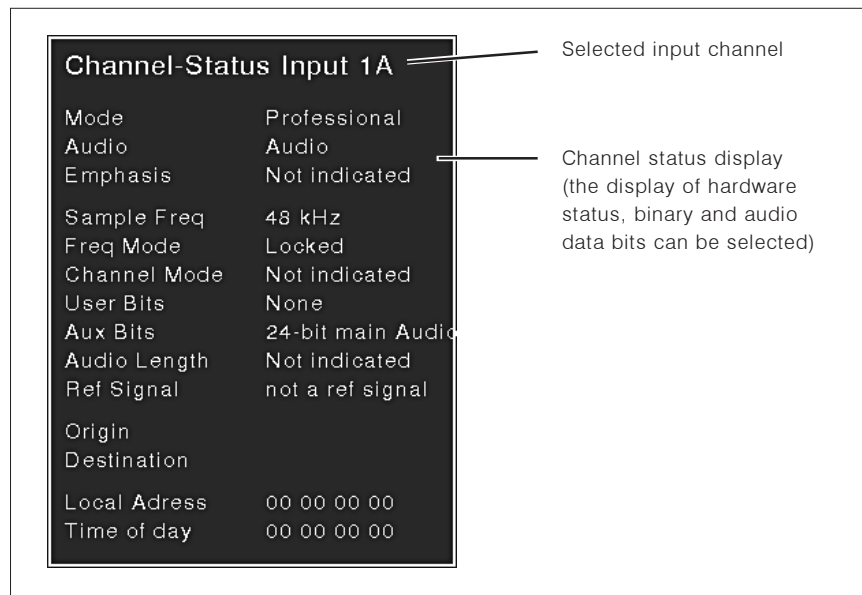 Channel-Status Input 1A
Mode Professional
Audio Audio
Emphasis Not indicated
Sample Freq 48 kHz
Freq Mode Locked
Channel Mode Not indicated
User Bits None
Aux Bits 24-bit main Audio
Audio Length Not indicated
Ref Signal not a ref signal
Origin
Destination
Local Adress 00 00 00 00
Time of day 00 00 00 00
Selected input channel
Channel status display
(the display of hardware
status, binary and audio
data bits can be selected)